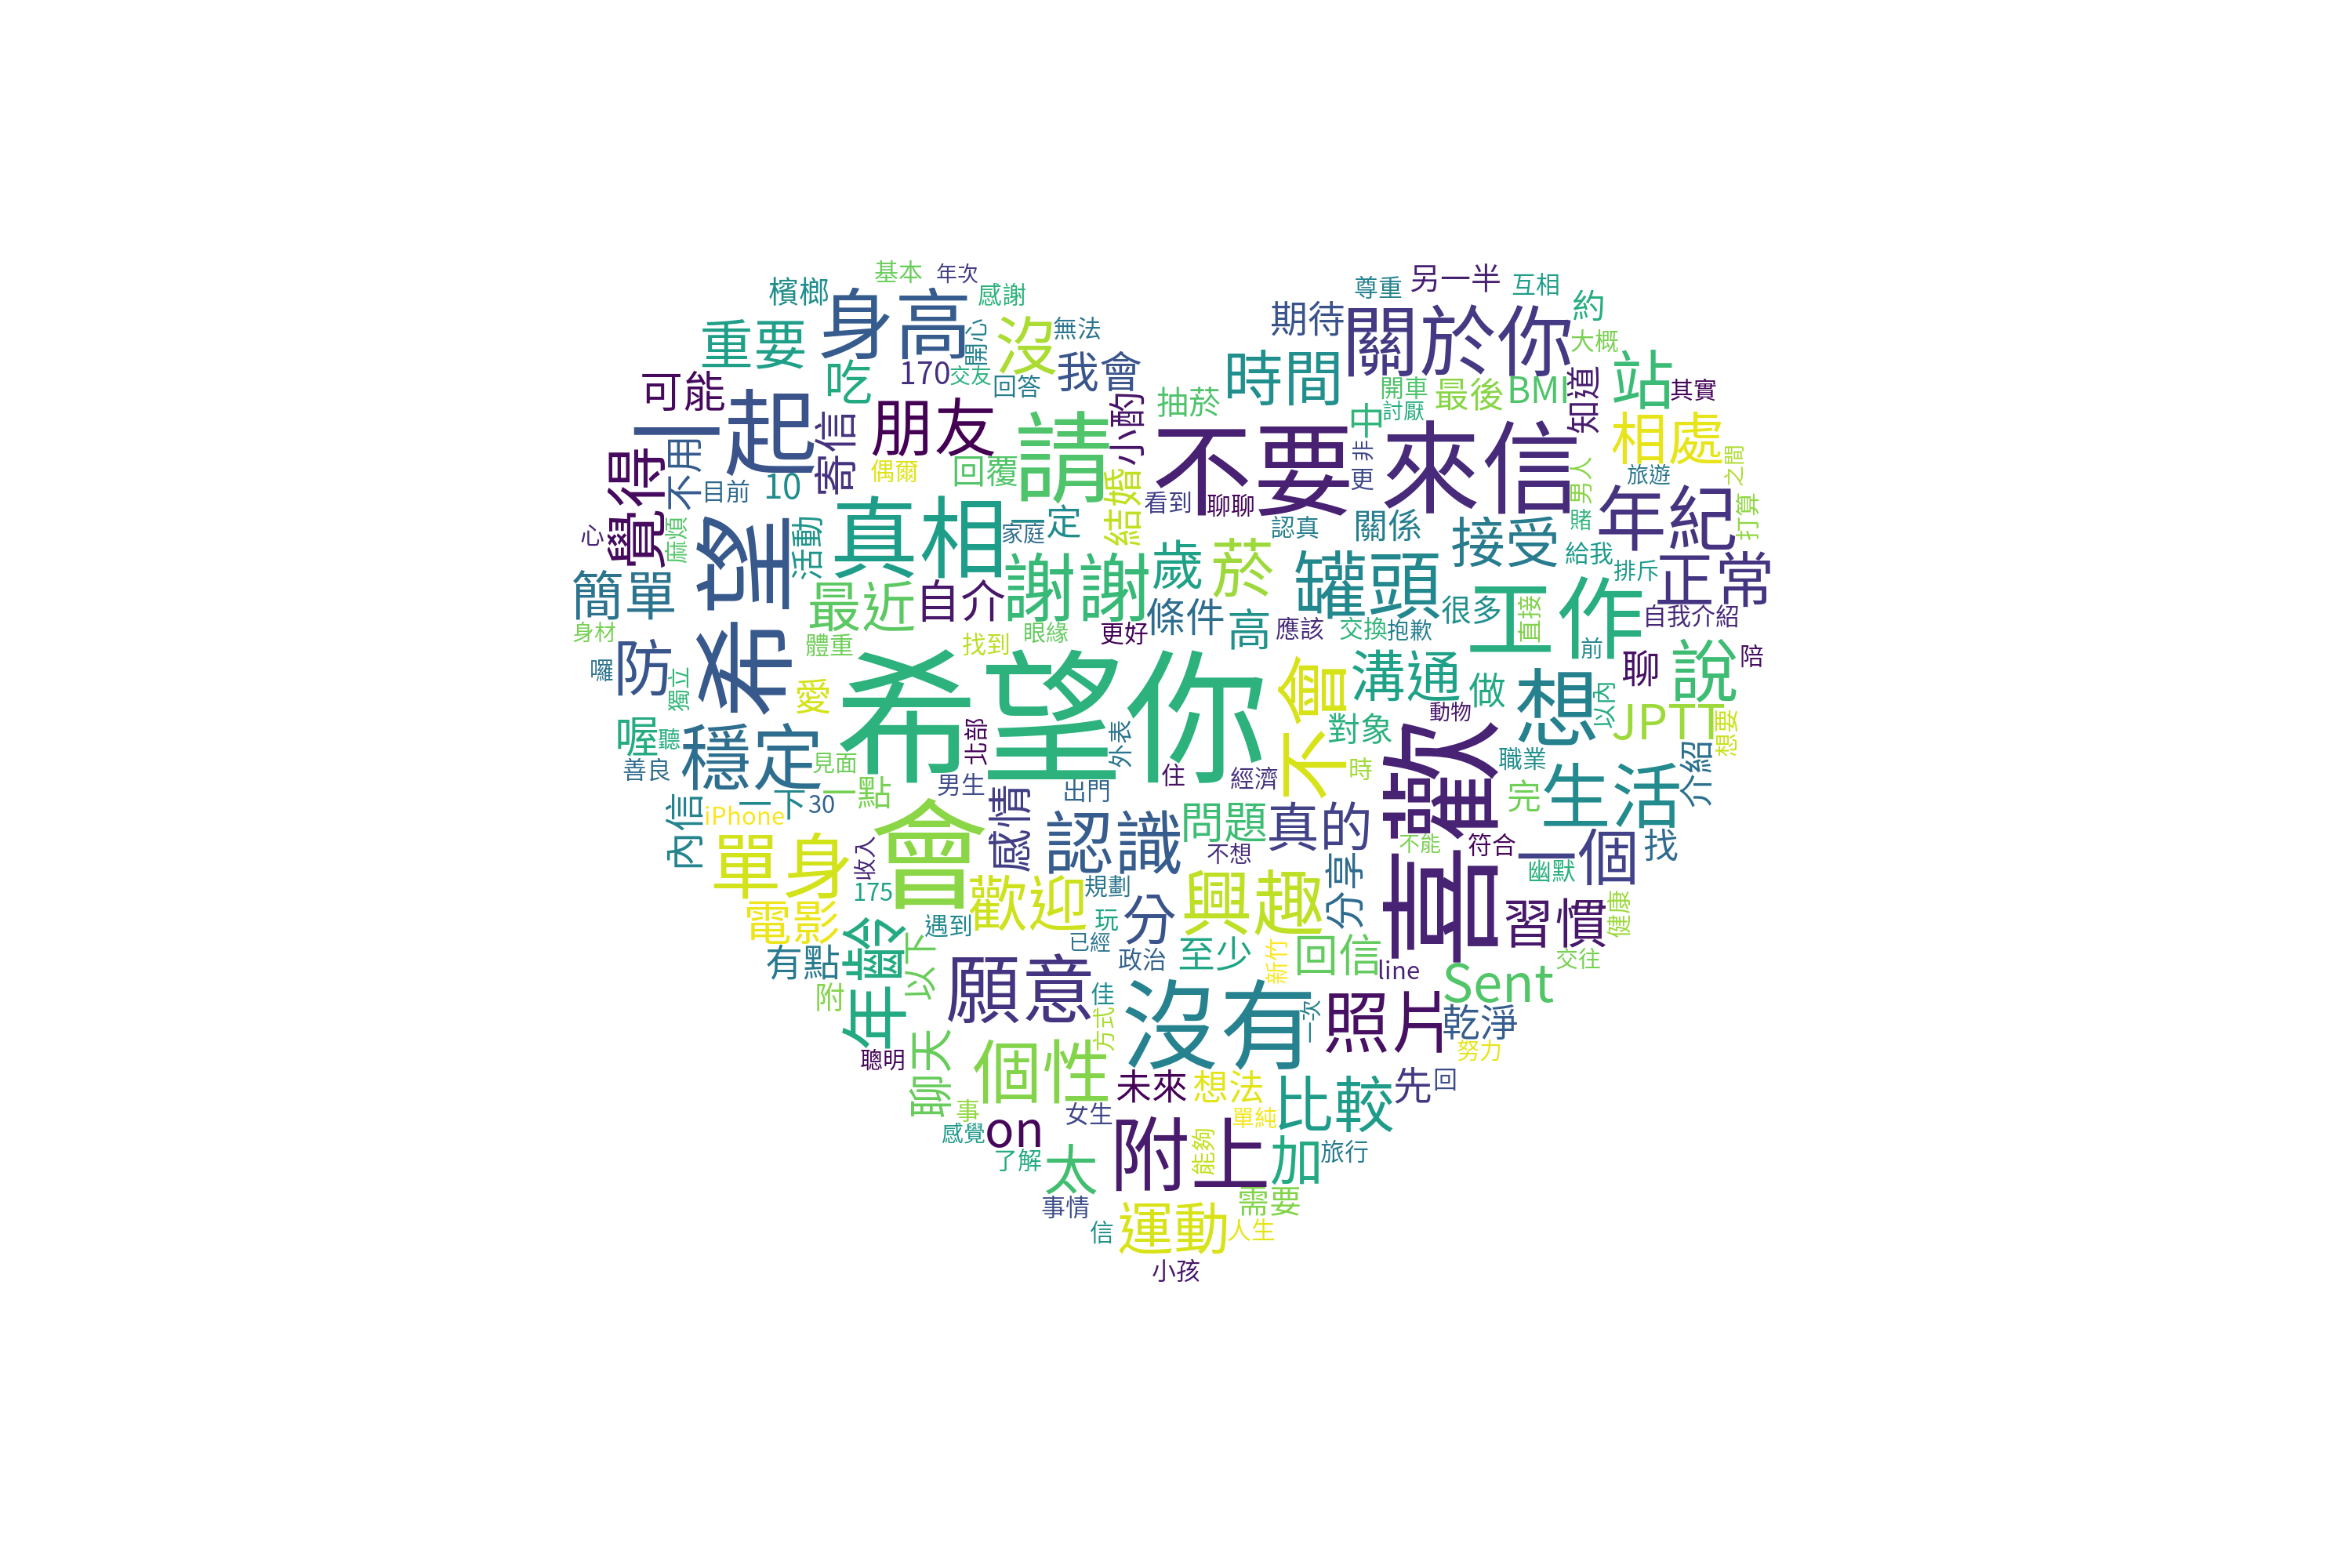 基本
年次
檳榔
身高
感謝
重要
沒
開心
無法
吃
170
交友
回答
我會
可能
一起
寄信
朋友
請
小酌
不用
目前
10
偶爾
回覆
結婚
覺得
心
麻煩
希望
活動
真相
一定
家庭
簡單
身材
最近
自介
謝謝
歲
菸
體重
找到
眼緣
更好
條件
高
應該
尊重
另一半
互相
約
期待
關於你
大概
時間
站
開車
最後
BMI
知道
其實
抽菸
中
討厭
不要
來信
相處
非
更
看到
聊聊
認真
關係
男人
旅遊
之間
年紀
賭
打算
接受
給我
排斥
正常
罐頭
很多
工作
直接
前
自我介紹
交換
抱歉
囉
防
獨立
愛
希望你
不會
溝通
做
想
以內
聊
說
陪
喔
聽
善良
穩定
見面
北部
外表
對象
動物
喜歡
JPTT
想要
介紹
一點
男生
出門
住
經濟
時
職業
完
生活
內信
iPhone
一下
30
會
感情
認識
問題
真的
不想
不能
符合
一個
找
幽默
單身
收入
175
歡迎
規劃
興趣
分享
習慣
健康
電影
有點
年齡
以下
遇到
玩
已經
分
政治
至少
新竹
回信
line
Sent
交往
附
願意
佳
方式
沒有
一次
照片
乾淨
努力
聰明
聊天
個性
未來
想法
比較
先
回
事
感覺
on
女生
單純
了解
太
附上
能夠
加
旅行
事情
需要
信
運動
人生
小孩